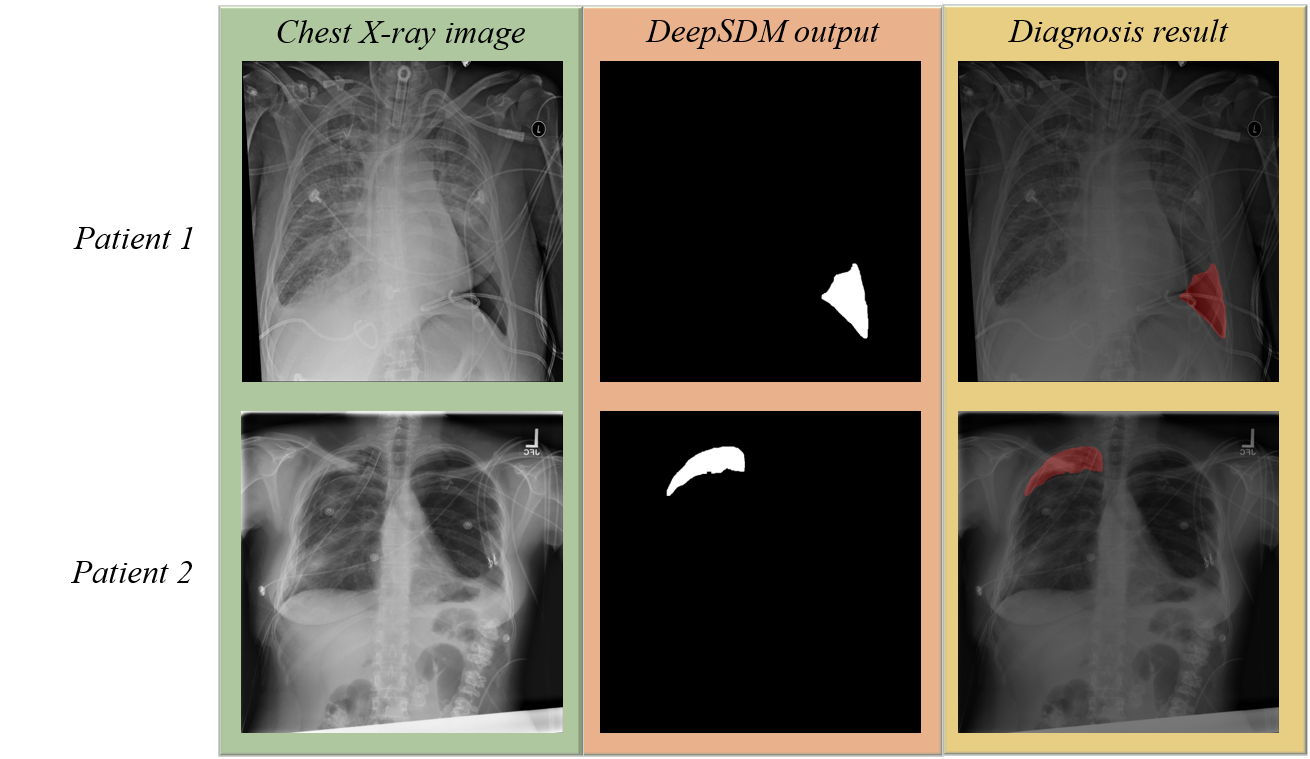 Chest X-ray image
DeepSDM output
Diagnosis result
Patient 1
L
L
Patient 2
L